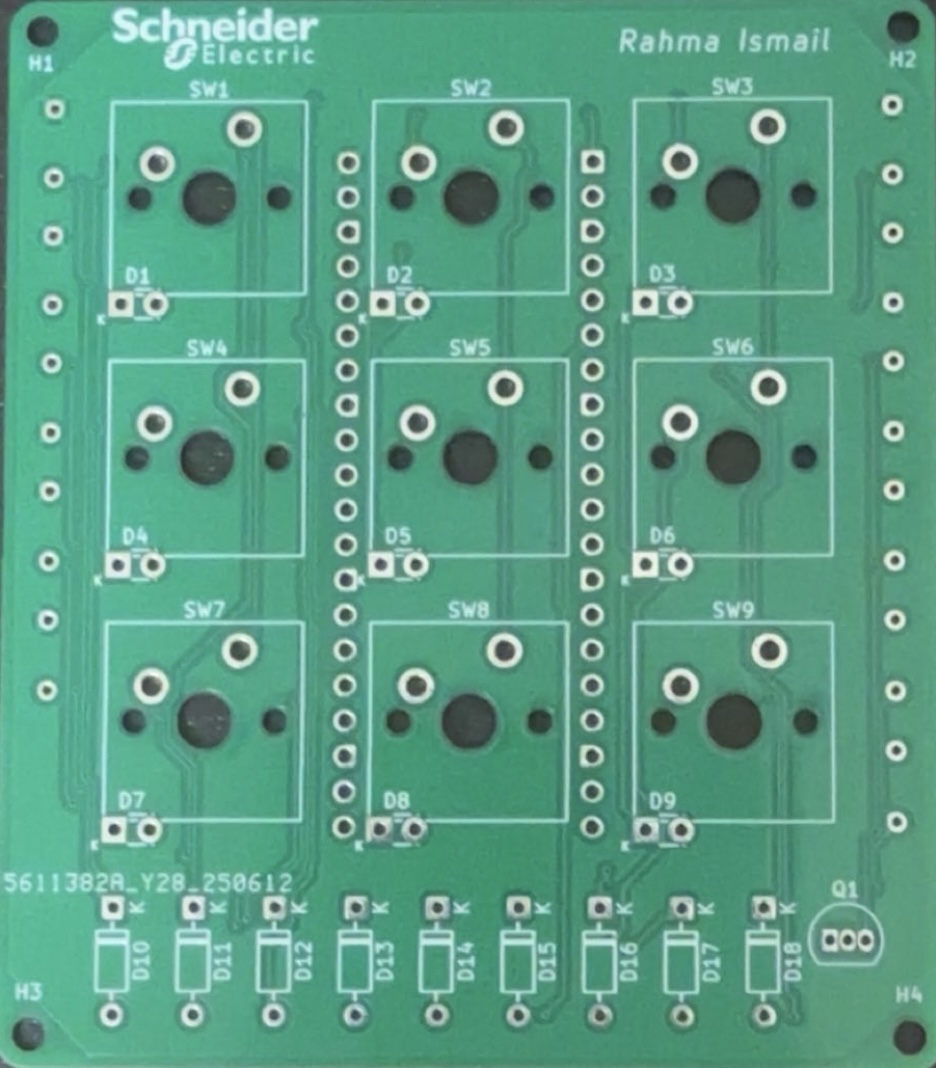 Schneider
Electric
Rahma Ismail
H1
H2
SW1
SW2
SW3
D1
D2
D3
K
K
K
SW4
SW5
SW6
D4
D5
D6
K
K
K
SW7
SW8
SW9
D7
D8
D9
K
K
K
5611382A_Y28_250612
Q1
K
K
K
K
K
K
K
K
K
D10
D11
D12
D13
D14
D15
D16
D17
D18
H3
H4